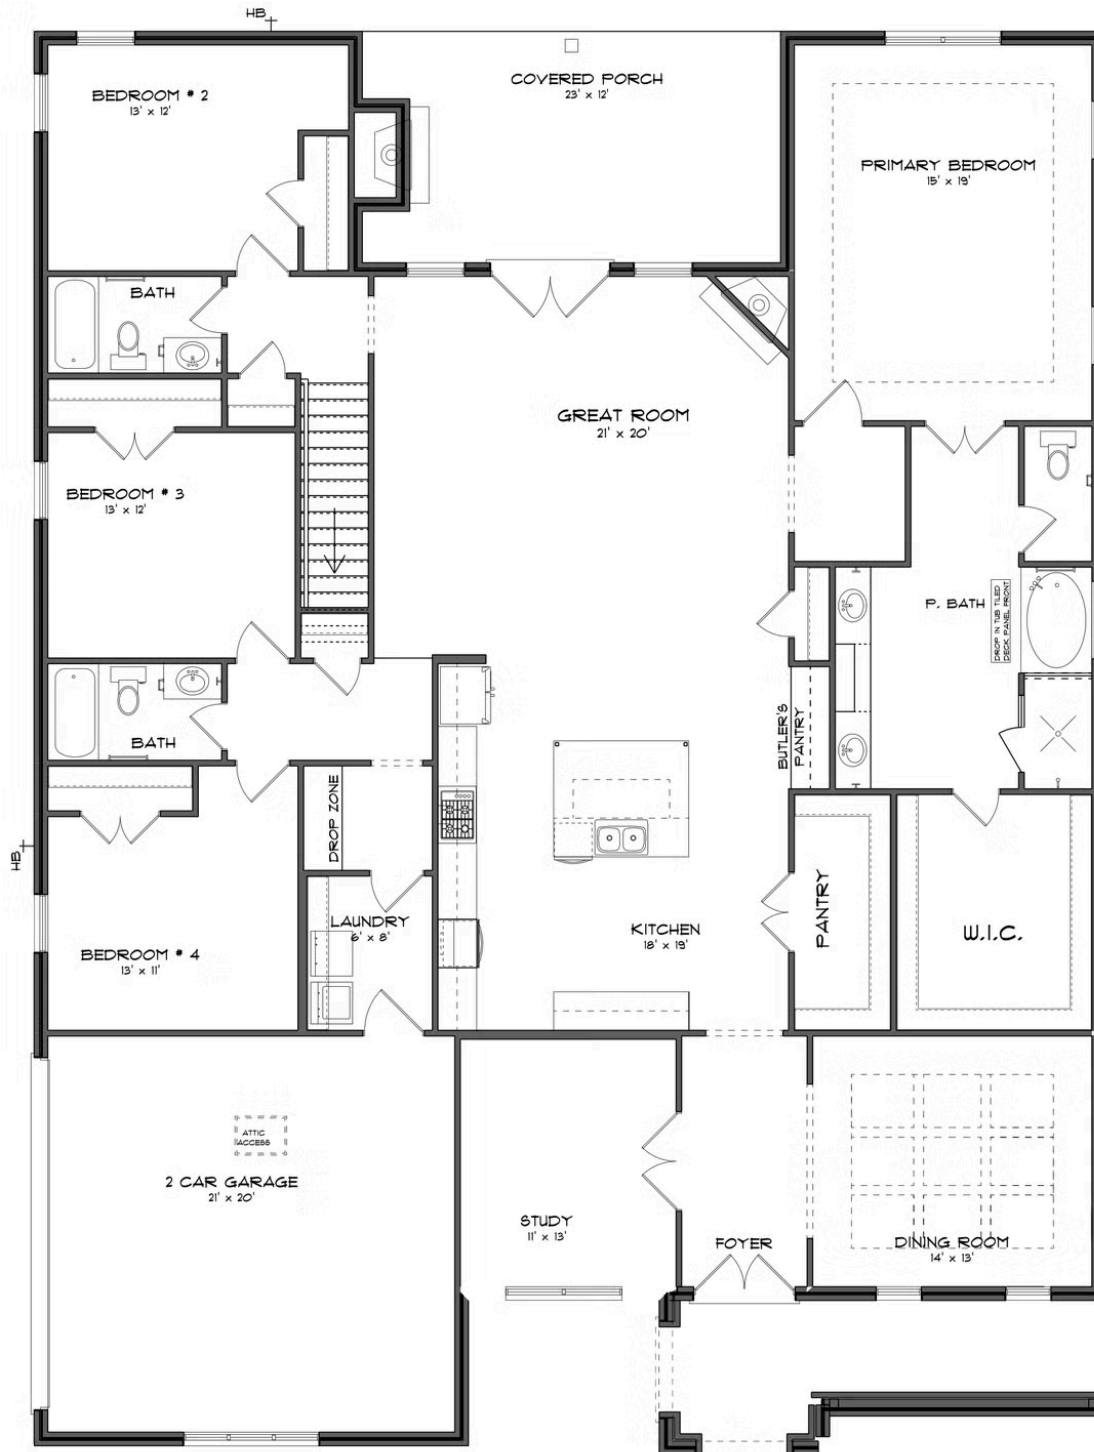 HB
BEDROOM # 2
13' x 12'
COVERED PORCH
23' x 12'
PRIMARY BEDROOM
15' x 19'
BATH
GREAT ROOM
21' x 20'
BEDROOM # 3
13' x 12'
P. BATH
DROP IN TUB TILED
DECK PANEL FRONT
BUTLER'S
PANTRY
BATH
DROP ZONE
HB
LAUNDRY
6' x 8'
KITCHEN
18' x 19'
PANTRY
W.I.C.
BEDROOM # 4
13' x 11'
ATTIC
ACCESS
2 CAR GARAGE
21' x 20'
STUDY
11' x 13'
FOYER
DINING ROOM
14' x 13'